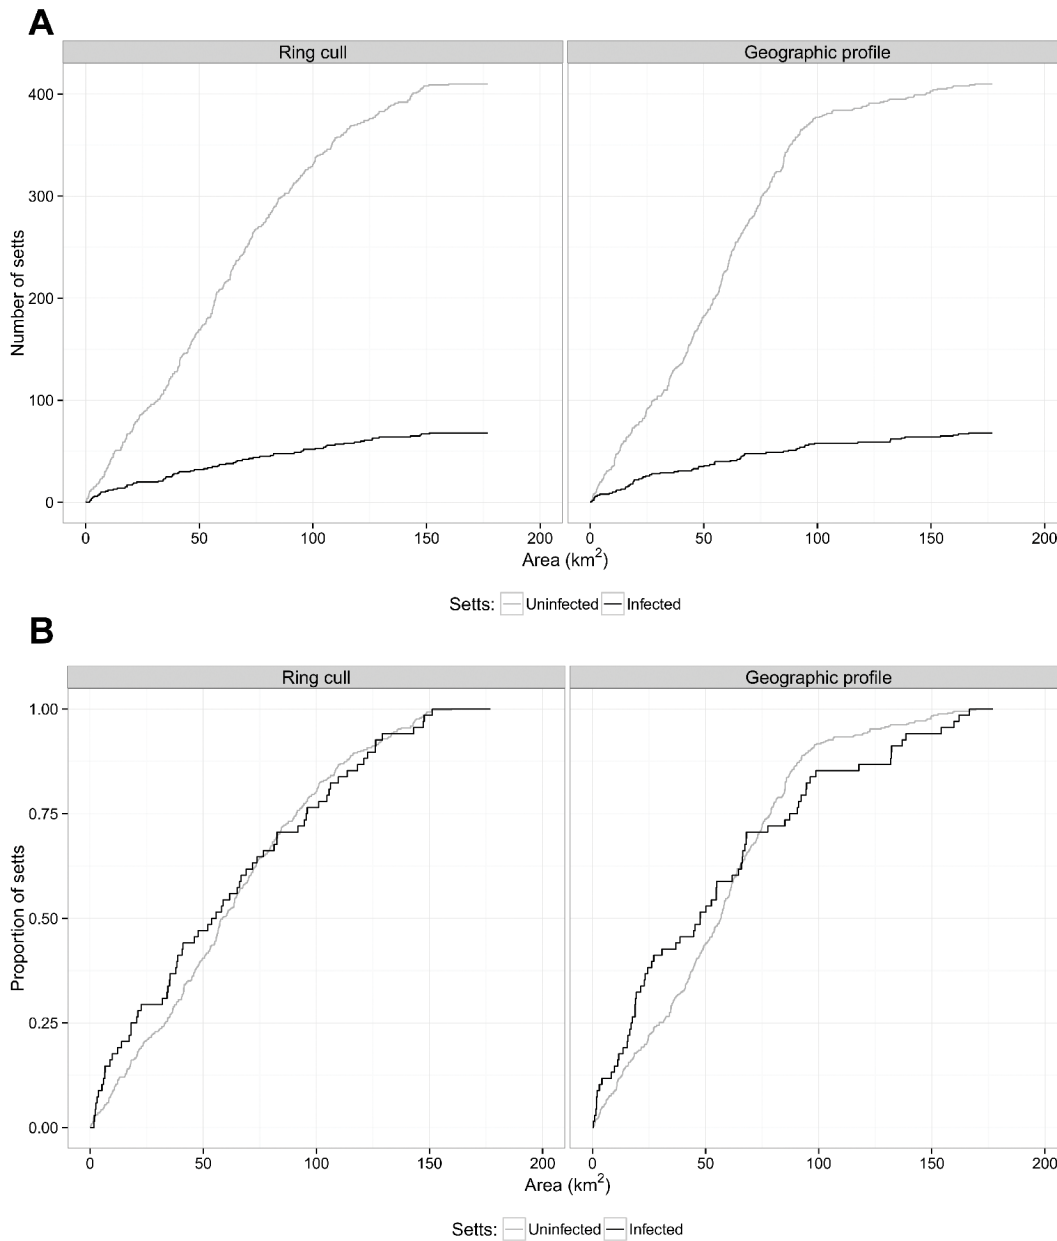 A
Ring cull
Geographic profile
400
300
200
100
0
Number of setts
0 50 100 150 200
0 50 100 150 200
Area (km²)
Setts: Uninfected Infected
B
Ring cull
Geographic profile
1.00
0.75
0.50
0.25
0.00
Proportion of setts
0 50 100 150 200
0 50 100 150 200
Area (km²)
Setts: Uninfected Infected